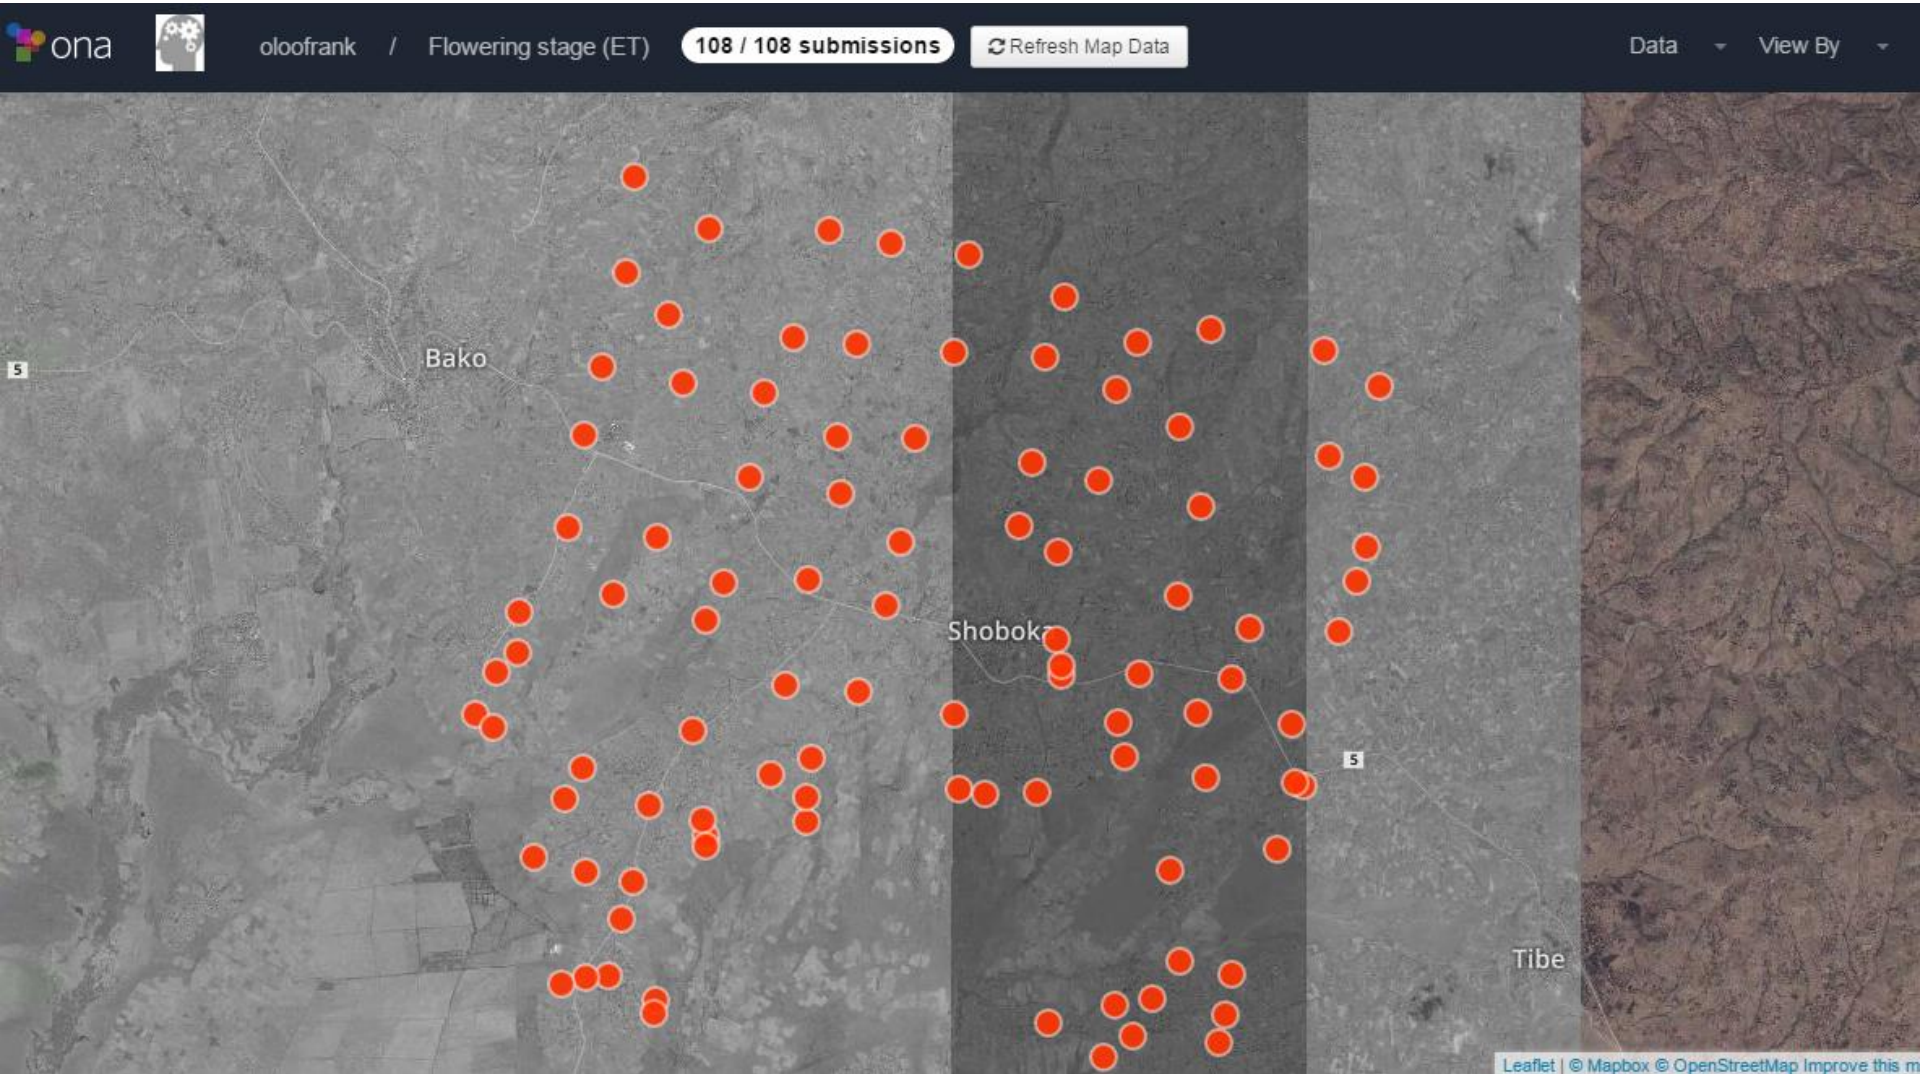 ona
oloofrank / Flowering stage (ET) 108 / 108 submissions Refresh Map Data Data View By
Bako
5
Shoboka
5
Tibe
Leaflet | © Mapbox © OpenStreetMap Improve this m